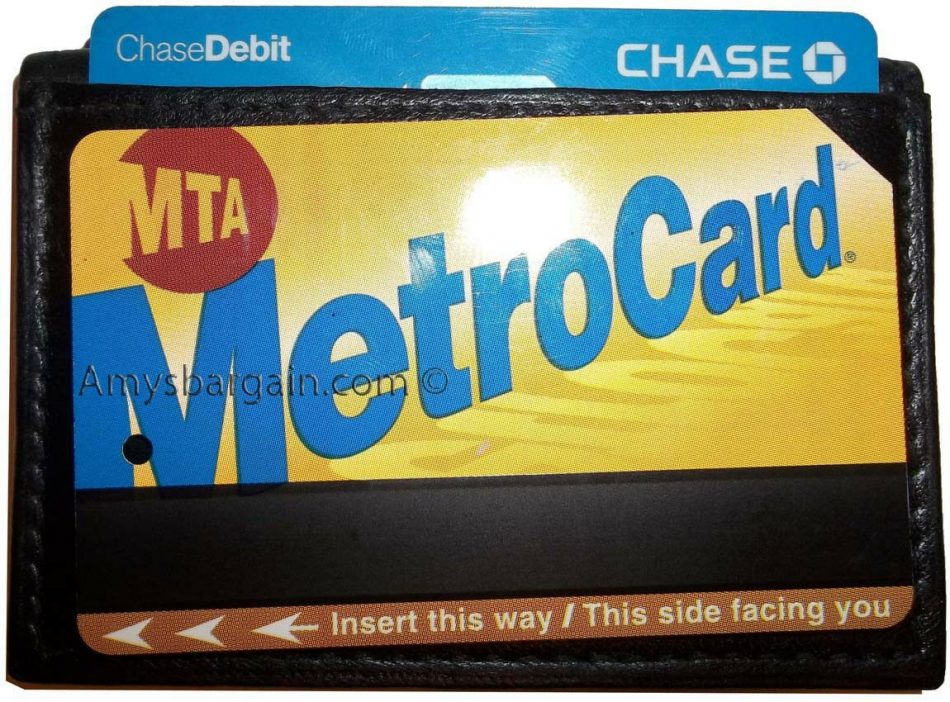 ChaseDebit CHASE
MTA
MetroCard®
Amysbargain.com ©
Insert this way / This side facing you